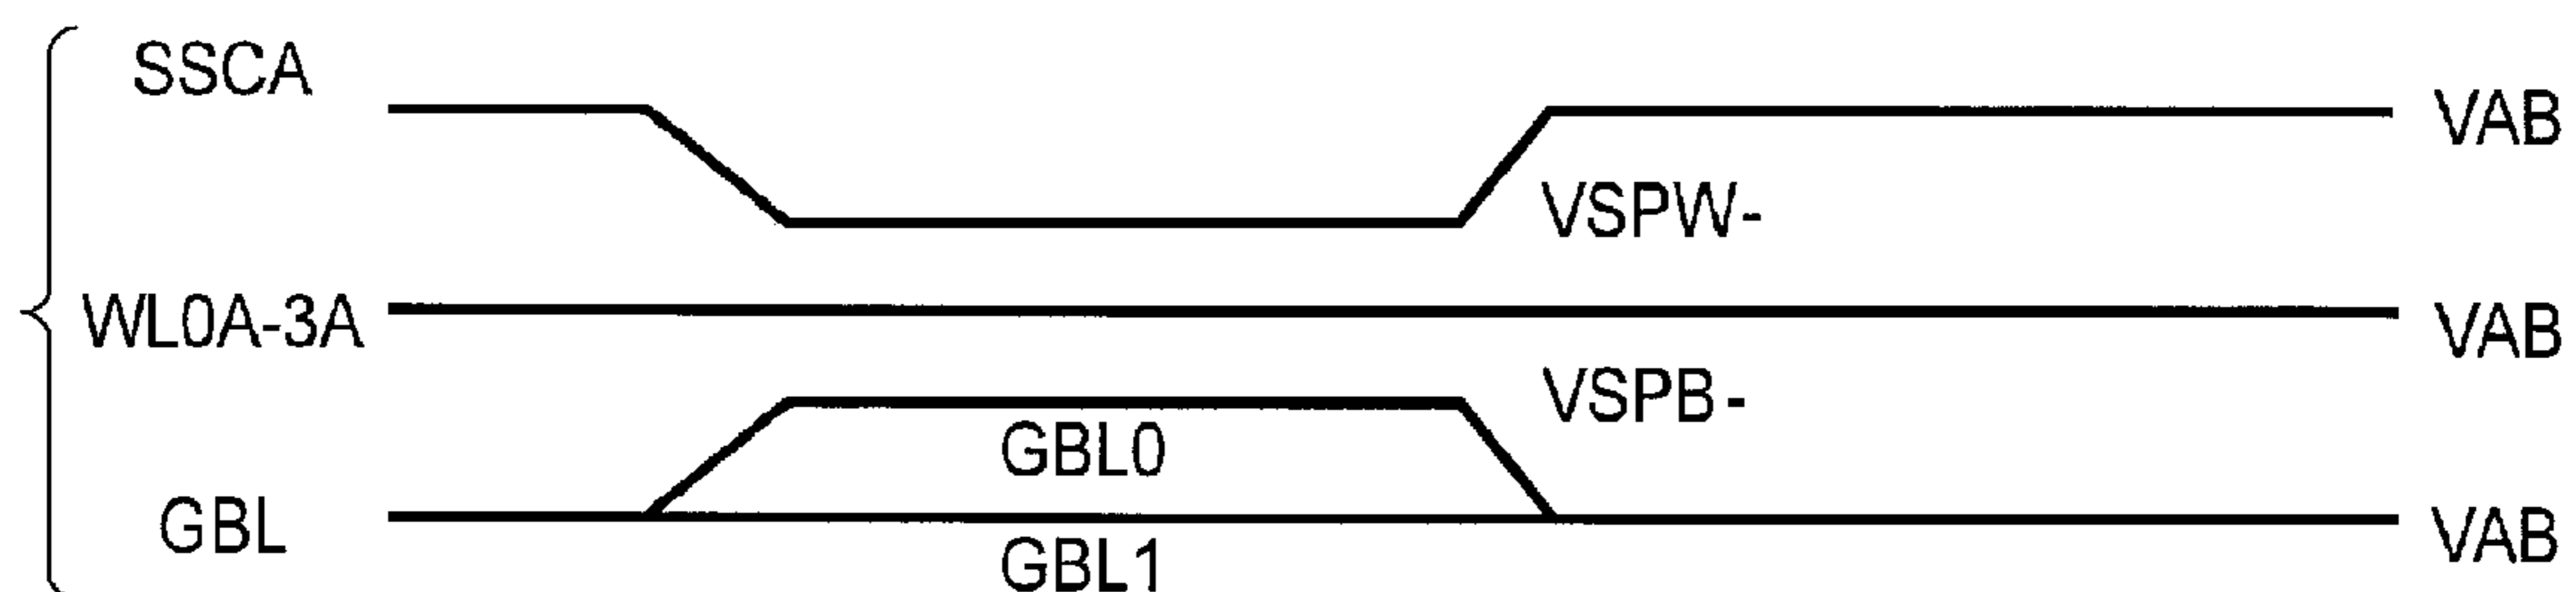 SSCA
VAB
VSPW-
WL0A-3A
VAB
VSPB-
GBL0
GBL
VAB
GBL1